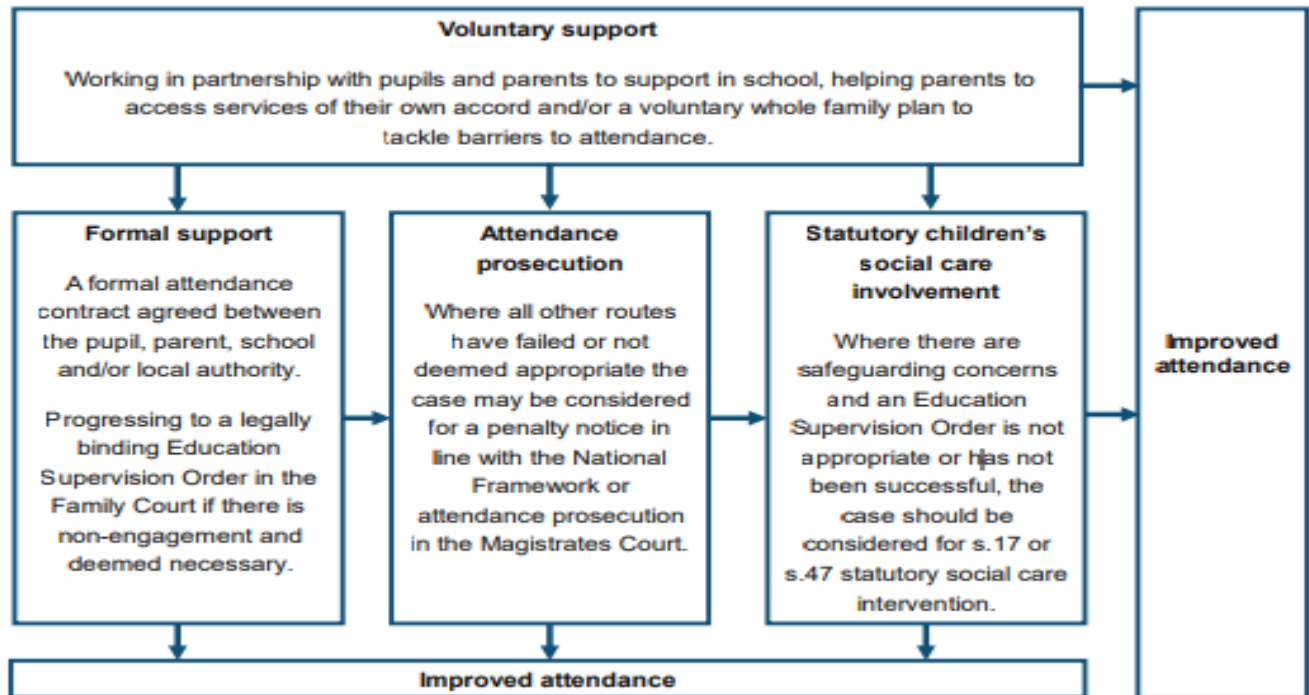 Voluntary support
Working in partnership with pupils and parents to support in school, helping parents to
access services of their own accord and/or a voluntary whole family plan to
tackle barriers to attendance.
Formal support
A formal attendance
contract agreed between
the pupil, parent, school
and/or local authority.
Progressing to a legally
binding Education
Supervision Order in the
Family Court if there is
non-engagement and
deemed necessary.
Attendance
prosecution
Where all other routes
have failed or not
deemed appropriate the
case may be considered
for a penalty notice in
line with the National
Framework or
attendance prosecution
in the Magistrates Court.
Statutory children's
social care
involvement
Where there are
safeguarding concerns
and an Education
Supervision Order is not
appropriate or has not
been successful, the
case should be
considered for s.17 or
s.47 statutory social care
intervention.
Improved
attendance
Improved attendance